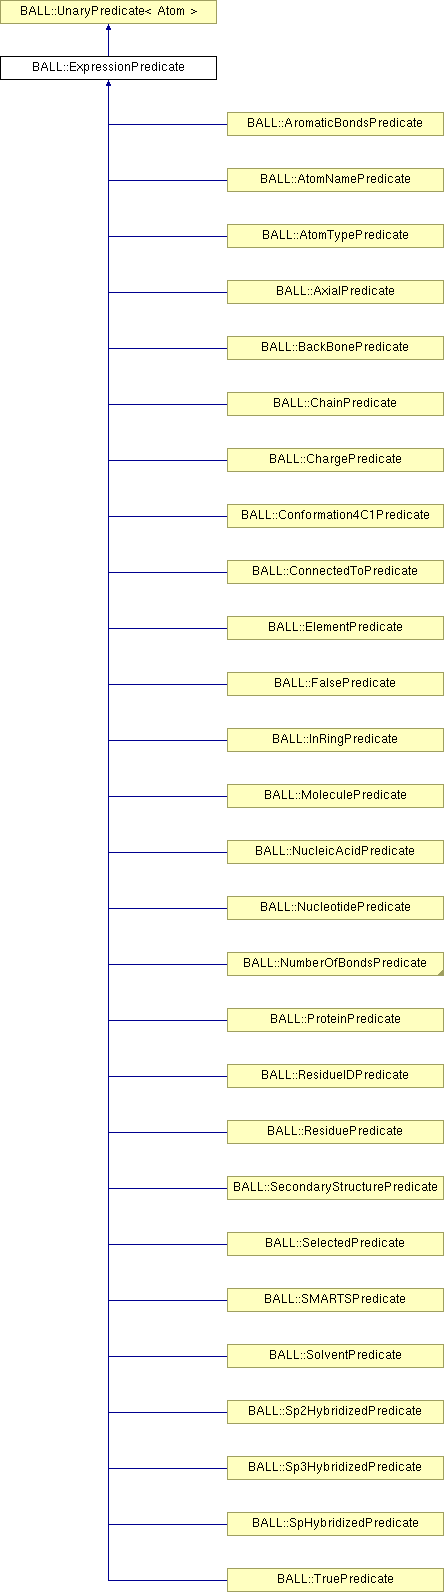 BALL::UnaryPredicate< Atom >
BALL::ExpressionPredicate
BALL::AromaticBondsPredicate
BALL::AtomNamePredicate
BALL::AtomTypePredicate
BALL::AxialPredicate
BALL::BackBonePredicate
BALL::ChainPredicate
BALL::ChargePredicate
BALL::Conformation4C1Predicate
BALL::ConnectedToPredicate
BALL::ElementPredicate
BALL::FalsePredicate
BALL::InRingPredicate
BALL::MoleculePredicate
BALL::NucleicAcidPredicate
BALL::NucleotidePredicate
BALL::NumberOfBondsPredicate
BALL::ProteinPredicate
BALL::ResidueIDPredicate
BALL::ResiduePredicate
BALL::SecondaryStructurePredicate
BALL::SelectedPredicate
BALL::SMARTSPredicate
BALL::SolventPredicate
BALL::Sp2HybridizedPredicate
BALL::Sp3HybridizedPredicate
BALL::SpHybridizedPredicate
BALL::TruePredicate